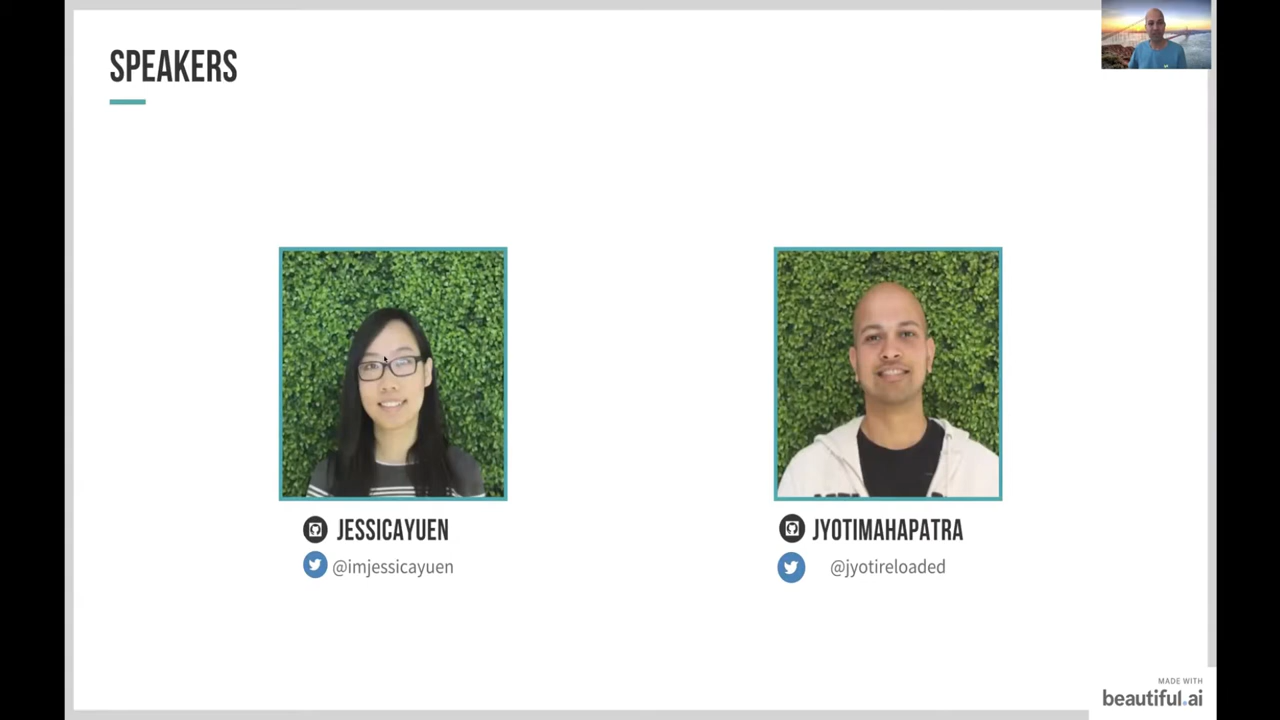 SPEAKERS
JESSICAYUEN
@imjessicayuen
JYOTIMAHAPATRA
@jyotireloaded
MADE WITH
beautiful.ai